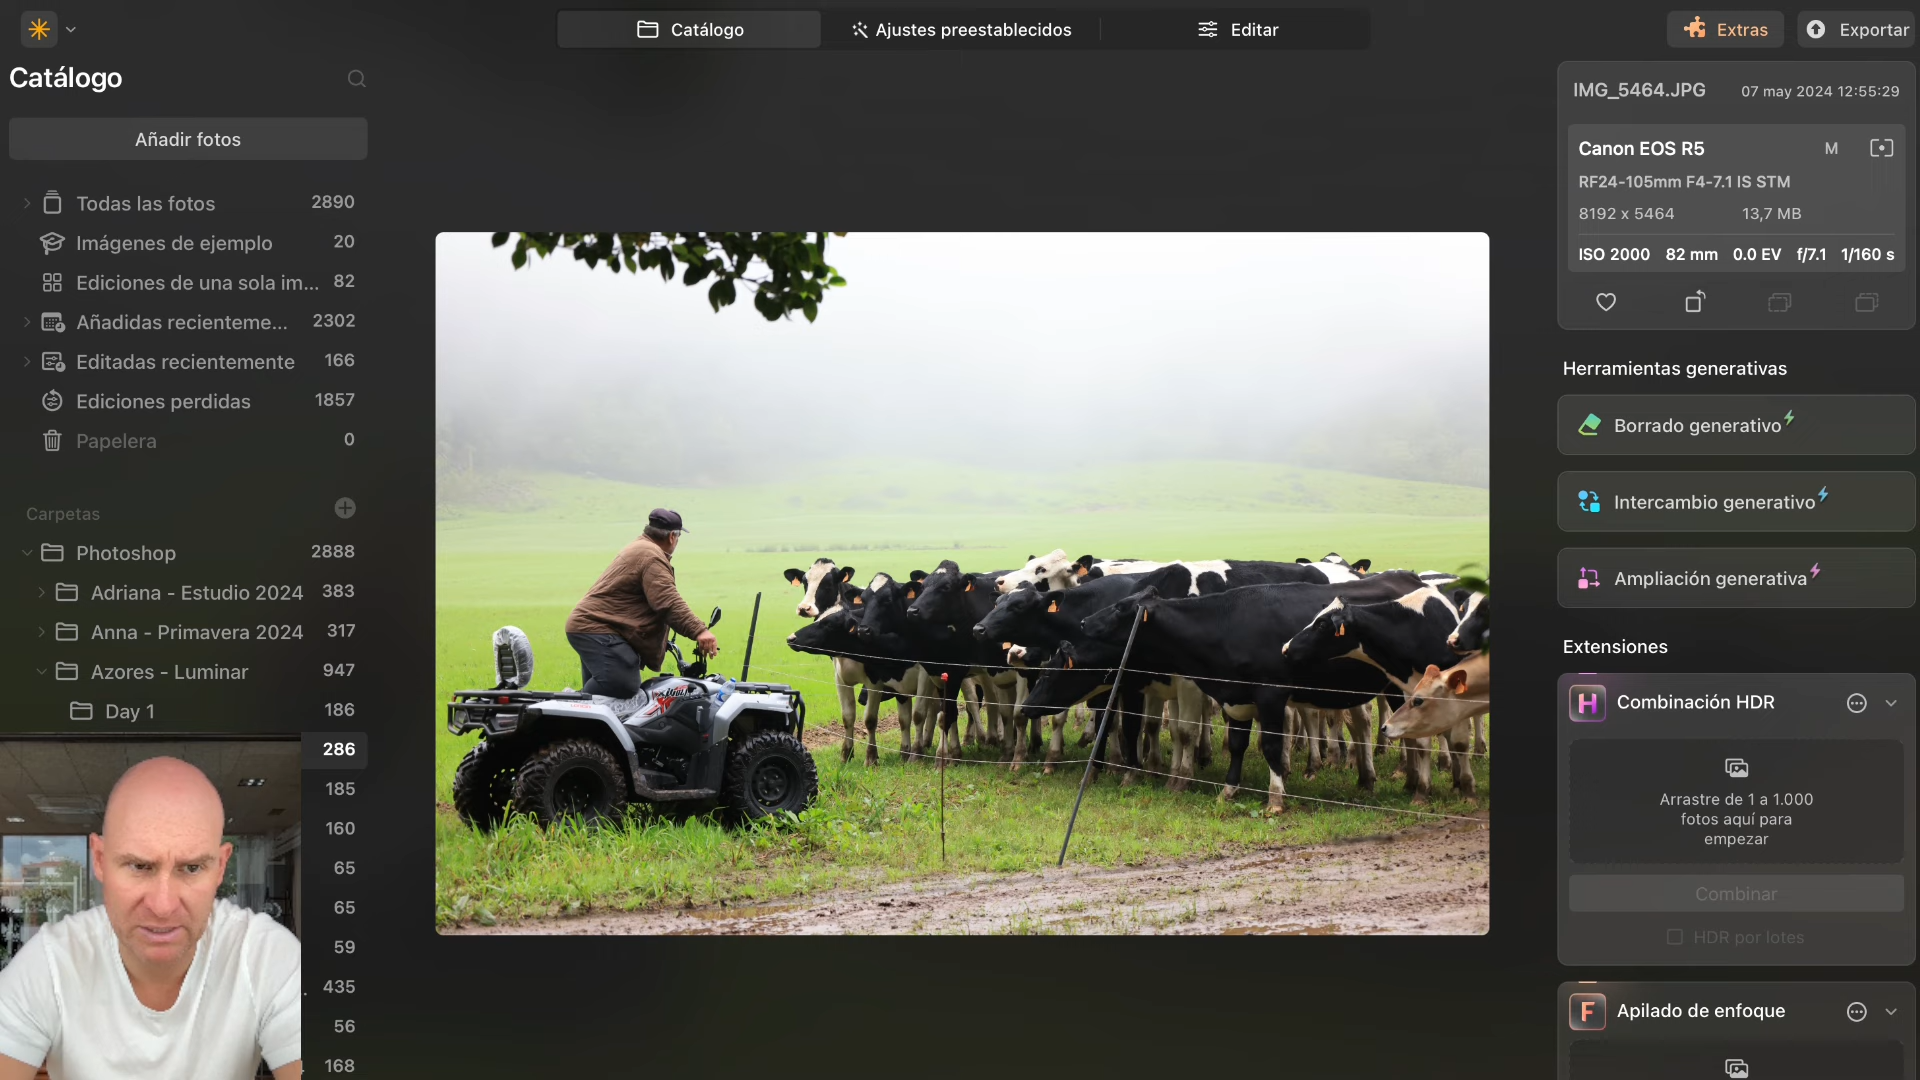 Catálogo
Ajustes preestablecidos
Editar
Extras
Exportar
Catálogo
Añadir fotos
Todas las fotos 2890
Imágenes de ejemplo 20
Ediciones de una sola im... 82
Añadidas recienteme... 2302
Editadas recientemente 166
Ediciones perdidas 1857
Papelera 0
Carpetas
Photoshop 2888
Adriana - Estudio 2024 383
Anna - Primavera 2024 317
Azores - Luminar 947
Day 1 186
286
185
160
65
65
59
435
56
168
IMG_5464.JPG 07 may 2024 12:55:29
Canon EOS R5 M
RF24-105mm F4-7.1 IS STM
8192 x 5464 13,7 MB
ISO 2000 82 mm 0.0 EV f/7.1 1/160 s
Herramientas generativas
Borrado generativo
Intercambio generativo
Ampliación generativa
Extensiones
H Combinación HDR
Arrastre de 1 a 1.000
fotos aquí para
empezar
Combinar
HDR por lotes
F Apilado de enfoque